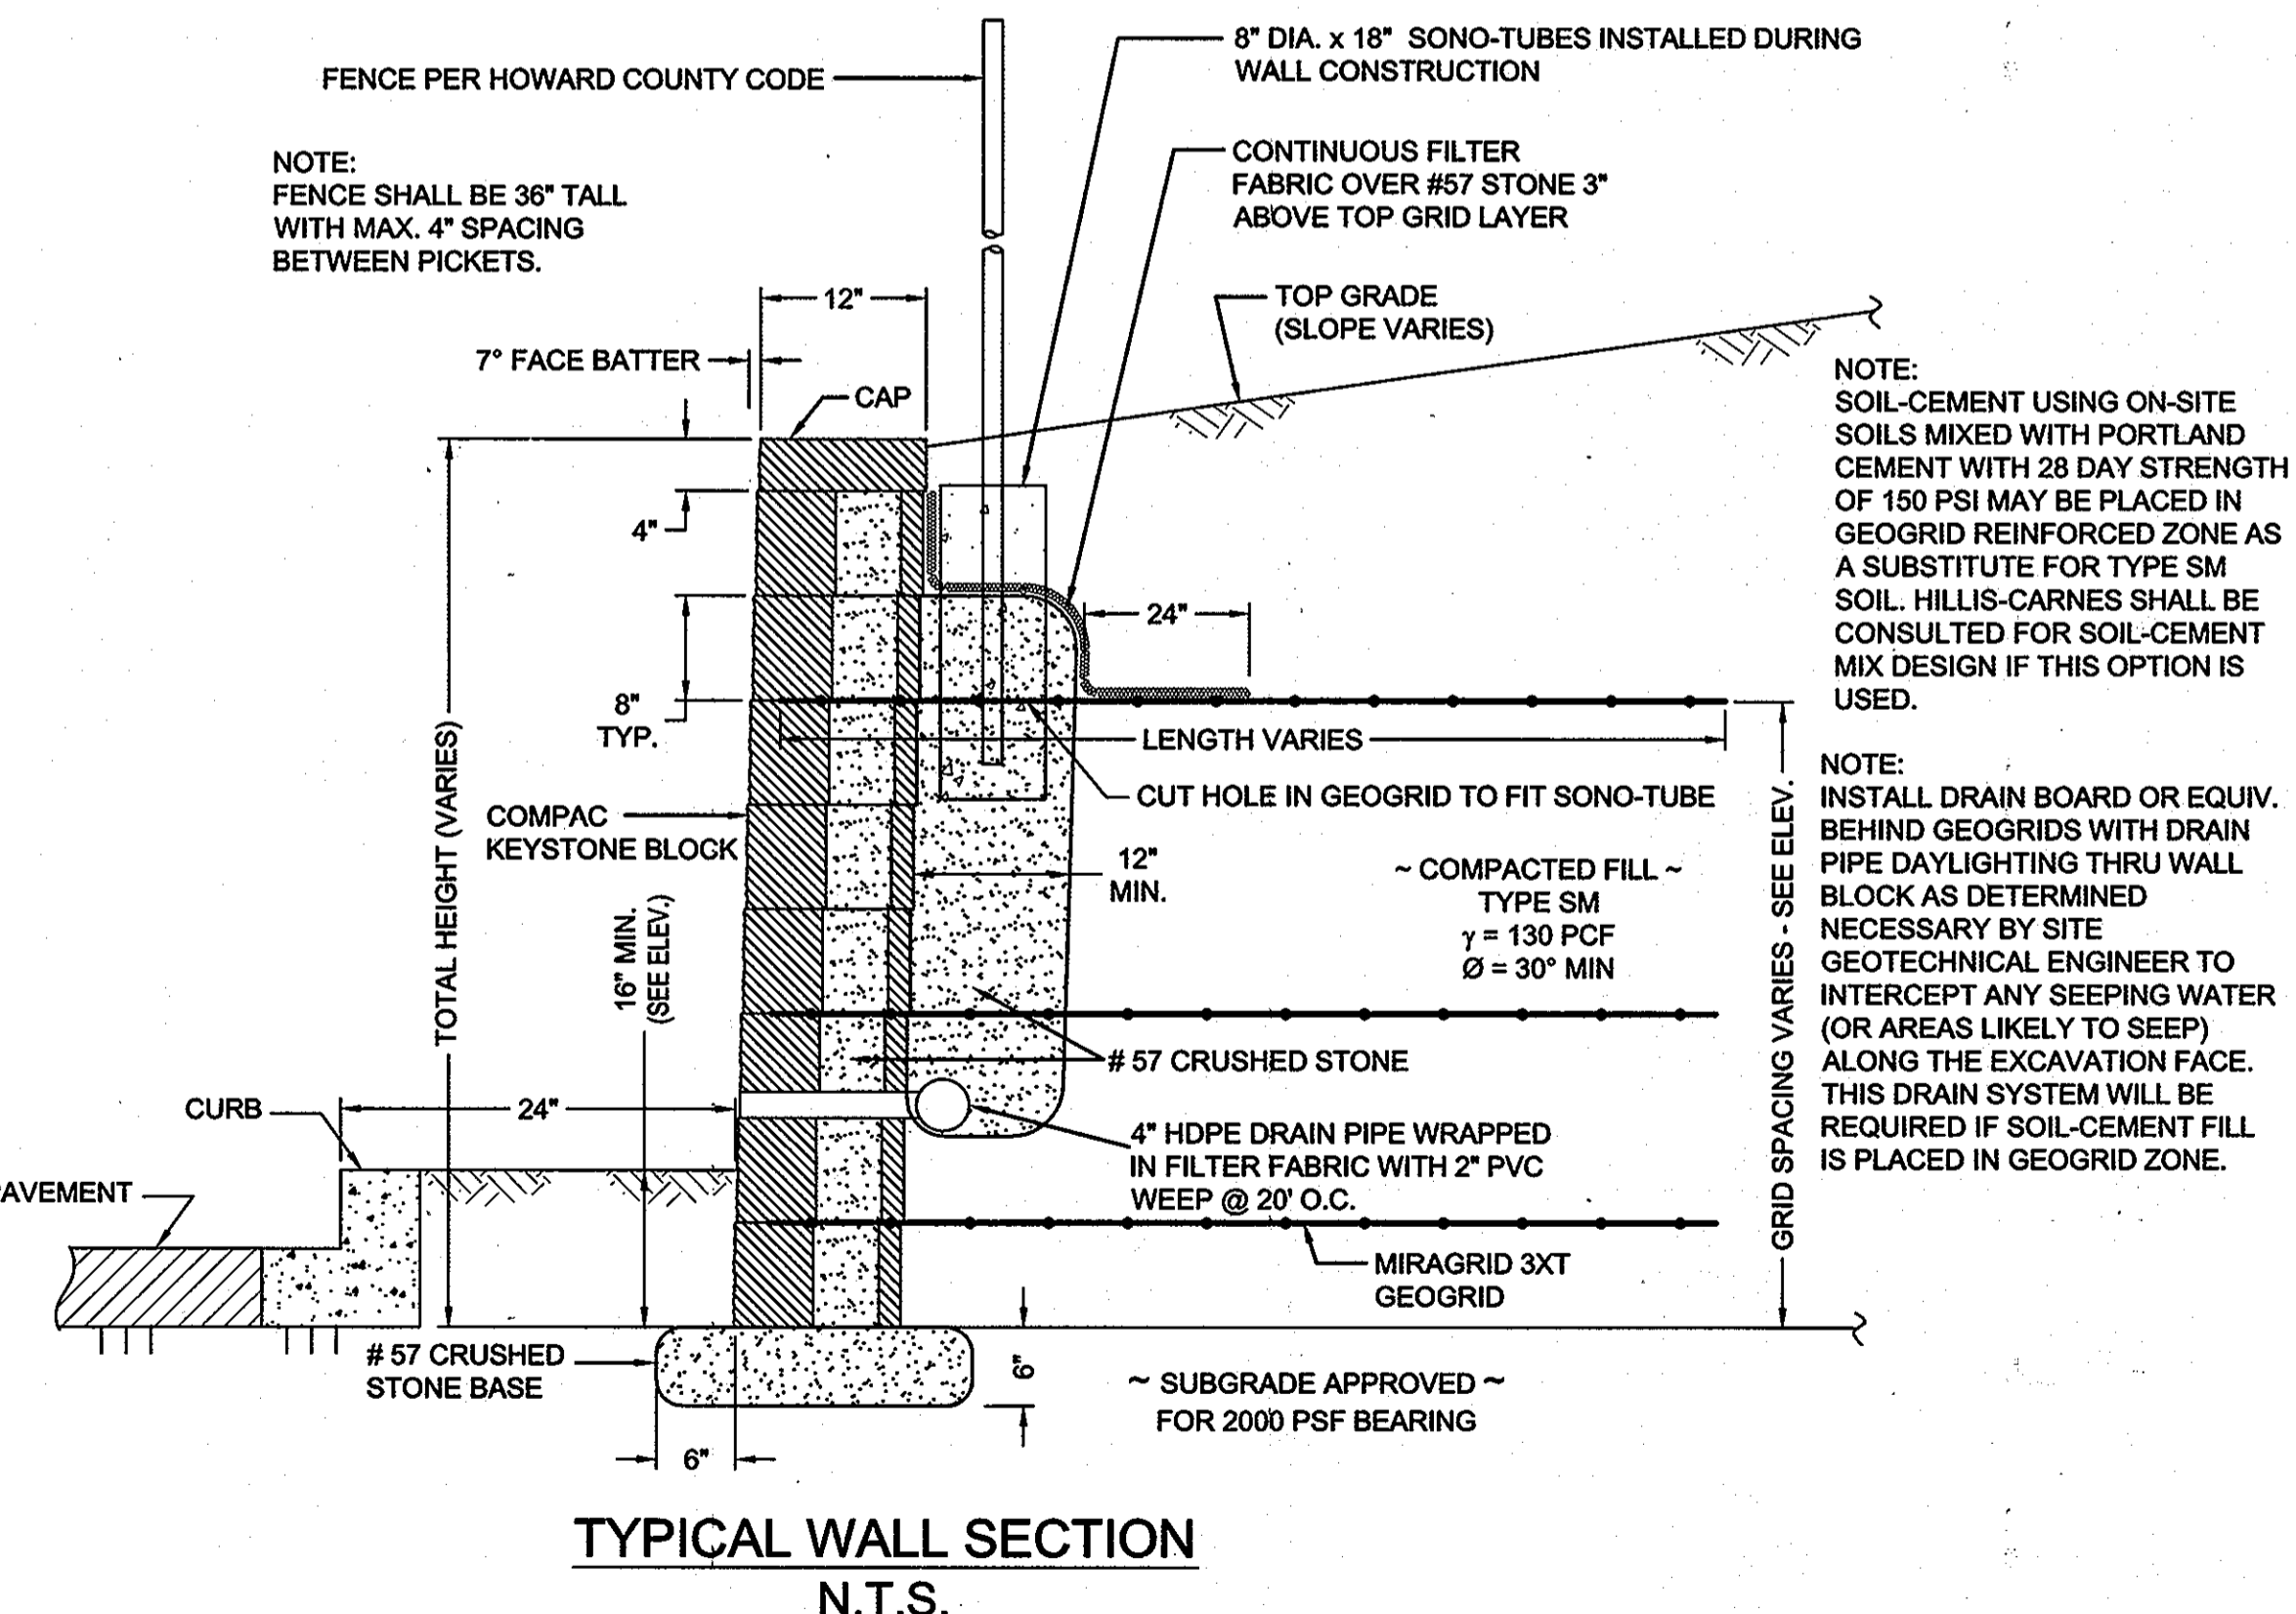 FENCE PER HOWARD COUNTY CODE
8" DIA. x 18" SONO-TUBES INSTALLED DURING
WALL CONSTRUCTION
NOTE:
FENCE SHALL BE 36" TALL
WITH MAX. 4" SPACING
BETWEEN PICKETS.
CONTINUOUS FILTER
FABRIC OVER #57 STONE 3"
ABOVE TOP GRID LAYER
12"
TOP GRADE
(SLOPE VARIES)
7° FACE BATTER
CAP
NOTE:
SOIL-CEMENT USING ON-SITE
SOILS MIXED WITH PORTLAND
CEMENT WITH 28 DAY STRENGTH
OF 150 PSI MAY BE PLACED IN
GEOGRID REINFORCED ZONE AS
A SUBSTITUTE FOR TYPE SM
SOIL. HILLIS-CARNES SHALL BE
CONSULTED FOR SOIL-CEMENT
MIX DESIGN IF THIS OPTION IS
USED.
4"
24"
8"
TYP.
LENGTH VARIES
CUT HOLE IN GEOGRID TO FIT SONO-TUBE
TOTAL HEIGHT (VARIES)
COMPAC
KEYSTONE BLOCK
16" MIN.
(SEE ELEV.)
12"
MIN.
~ COMPACTED FILL ~
TYPE SM
γ = 130 PCF
Ø = 30° MIN
GRID SPACING VARIES - SEE ELEV.
NOTE:
INSTALL DRAIN BOARD OR EQUIV.
BEHIND GEOGRIDS WITH DRAIN
PIPE DAYLIGHTING THRU WALL
BLOCK AS DETERMINED
NECESSARY BY SITE
GEOTECHNICAL ENGINEER TO
INTERCEPT ANY SEEPING WATER
(OR AREAS LIKELY TO SEEP)
ALONG THE EXCAVATION FACE.
THIS DRAIN SYSTEM WILL BE
REQUIRED IF SOIL-CEMENT FILL
IS PLACED IN GEOGRID ZONE.
# 57 CRUSHED STONE
CURB
24"
4" HDPE DRAIN PIPE WRAPPED
IN FILTER FABRIC WITH 2" PVC
WEEP @ 20' O.C.
AVEMENT
MIRAGRID 3XT
GEOGRID
# 57 CRUSHED
STONE BASE
6"
6"
~ SUBGRADE APPROVED ~
FOR 2000 PSF BEARING
TYPICAL WALL SECTION
N.T.S.